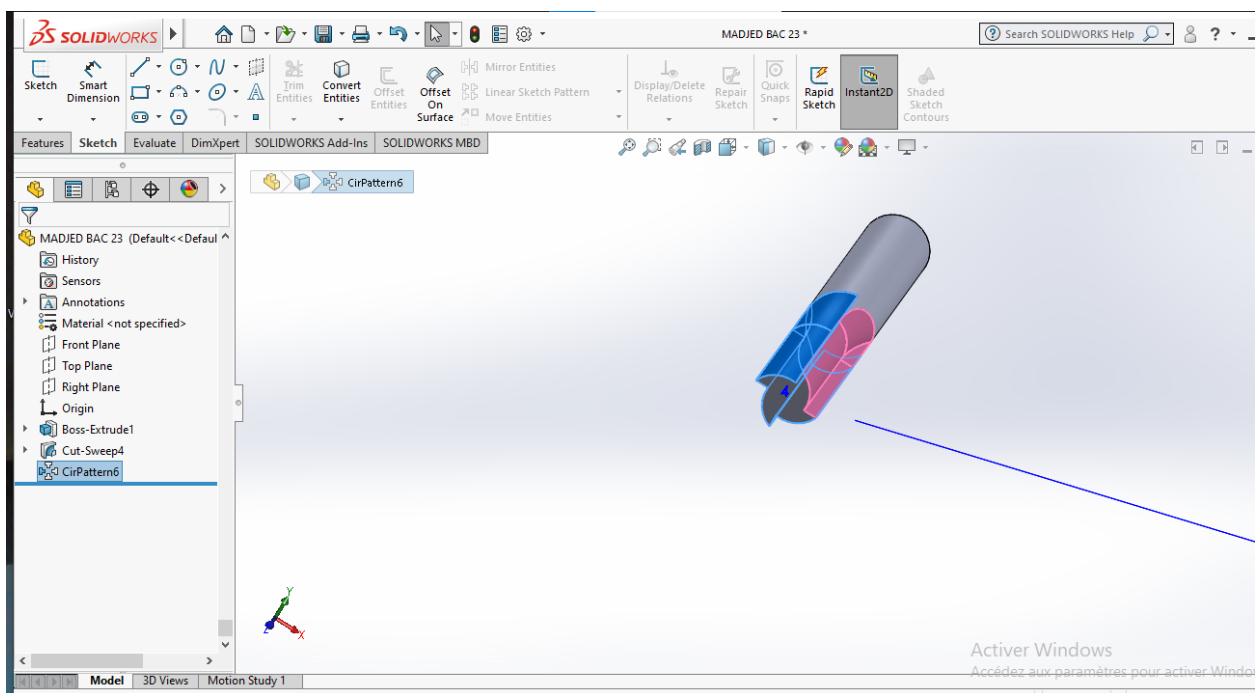 SOLIDWORKS
MADJED BAC 23 *
Search SOLIDWORKS Help
?
Sketch
Smart Dimension
Trim Entities
Convert Entities
Offset Entities
Offset On Surface
Mirror Entities
Linear Sketch Pattern
Move Entities
Display/Delete Relations
Repair Sketch
Quick Snaps
Rapid Sketch
Instant2D
Shaded Sketch Contours
Features
Sketch
Evaluate
DimXpert
SOLIDWORKS Add-Ins
SOLIDWORKS MBD
CirPattern6
MADJED BAC 23 (Default<<Defaul
History
Sensors
Annotations
Material <not specified>
Front Plane
Top Plane
Right Plane
Origin
Boss-Extrude1
Cut-Sweep4
CirPattern6
Y
X
Z
Activer Windows
Accédez aux paramètres pour activer Windo
Model
3D Views
Motion Study 1